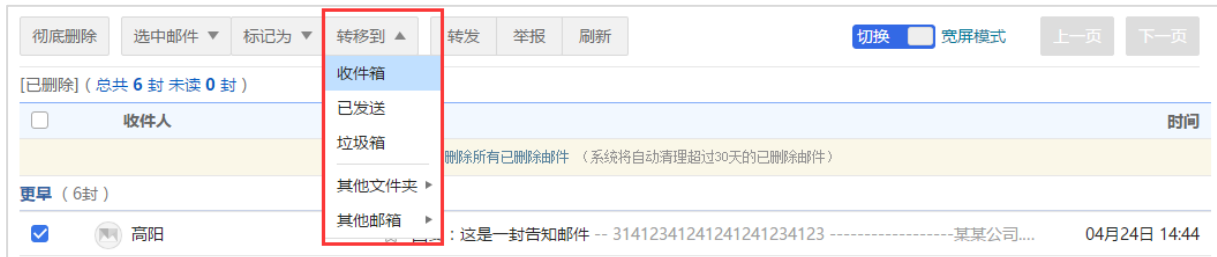 彻底删除 选中邮件 ▼ 标记为 ▼ 转移到 ▲ 转发 举报 刷新 切换 宽屏模式 上一页 下一页
收件箱
[已删除] ( 总共 6 封 未读 0 封 )
已发送
收件人 时间
垃圾箱
删除所有已删除邮件 (系统将自动清理超过30天的已删除邮件)
其他文件夹
更早 ( 6封 )
其他邮箱
高阳 : 这是一封告知邮件 -- 31412341241241241234123 ------------------某某公司.... 04月24日 14:44